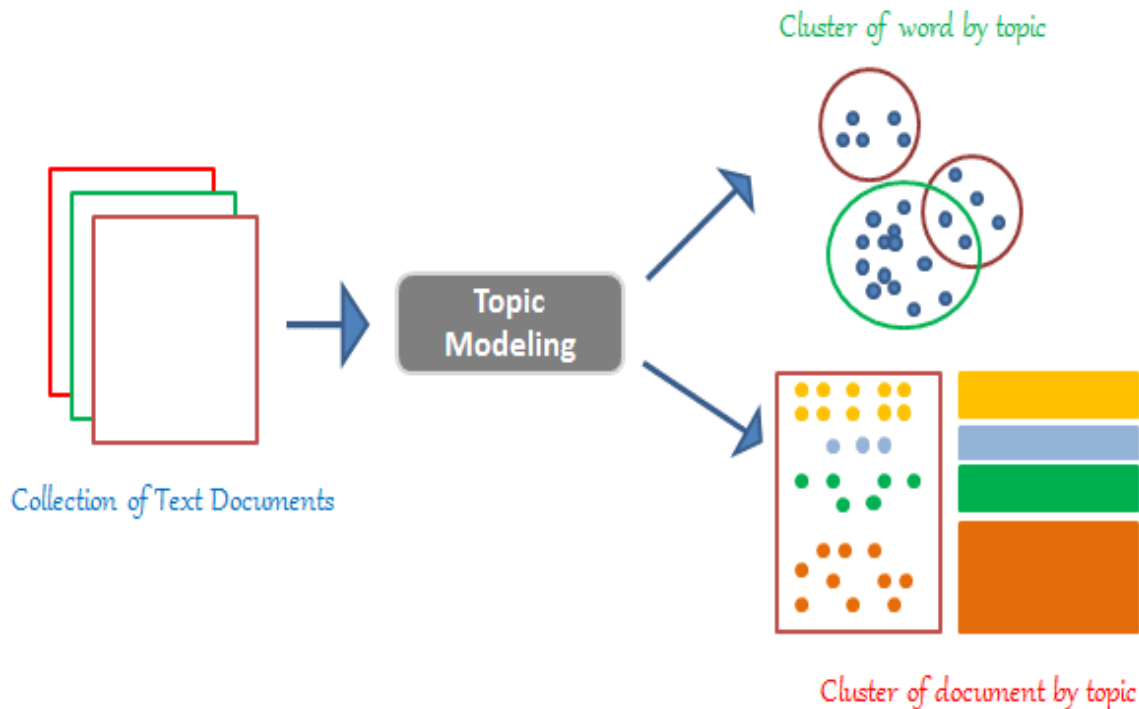 Cluster of word by topic
Topic
Modeling
Collection of Text Documents
Cluster of document by topic